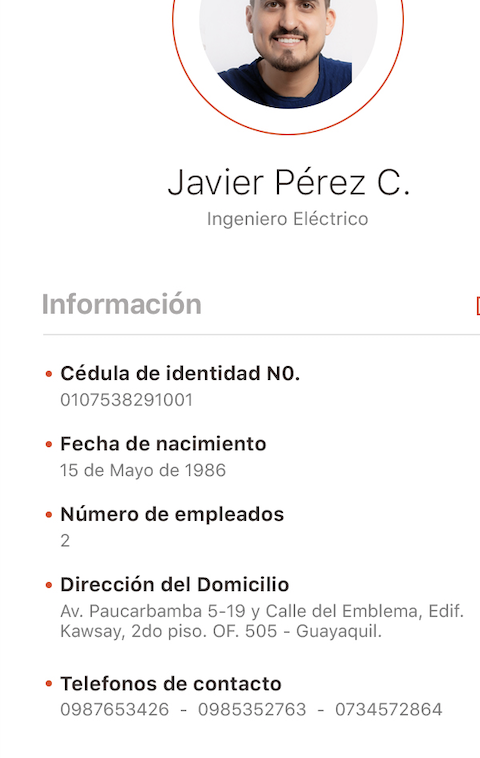 Javier Pérez C.
Ingeniero Eléctrico
Información
Cédula de identidad N0.
0107538291001
Fecha de nacimiento
15 de Mayo de 1986
Número de empleados
2
Dirección del Domicilio
Av. Paucarbamba 5-19 y Calle del Emblema, Edif.
Kawsay, 2do piso. OF. 505 - Guayaquil.
Telefonos de contacto
0987653426 - 0985352763 - 0734572864